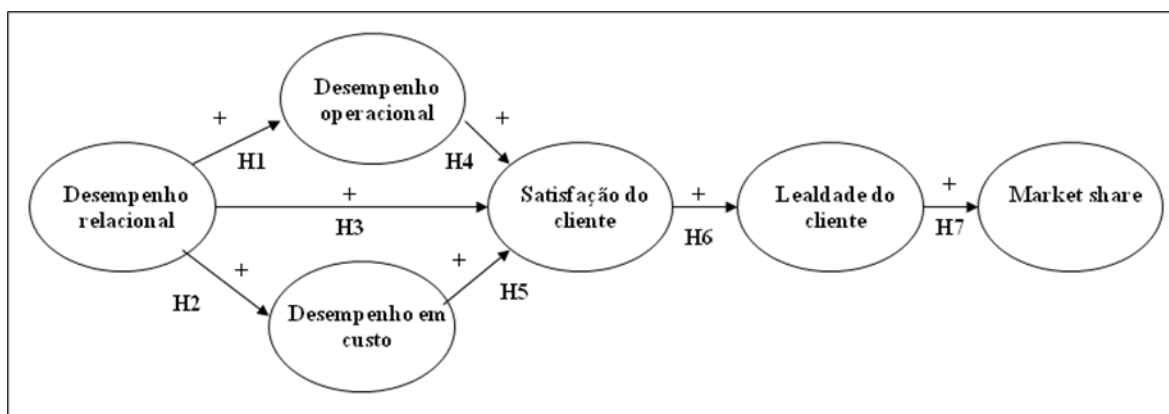 Desempenho
operacional
+
+
H1
H4
Desempenho
relacional
+
H3
Satisfação do
cliente
+
H6
Lealdade do
cliente
+
H7
Market share
+
H2
+
H5
Desempenho em
custo